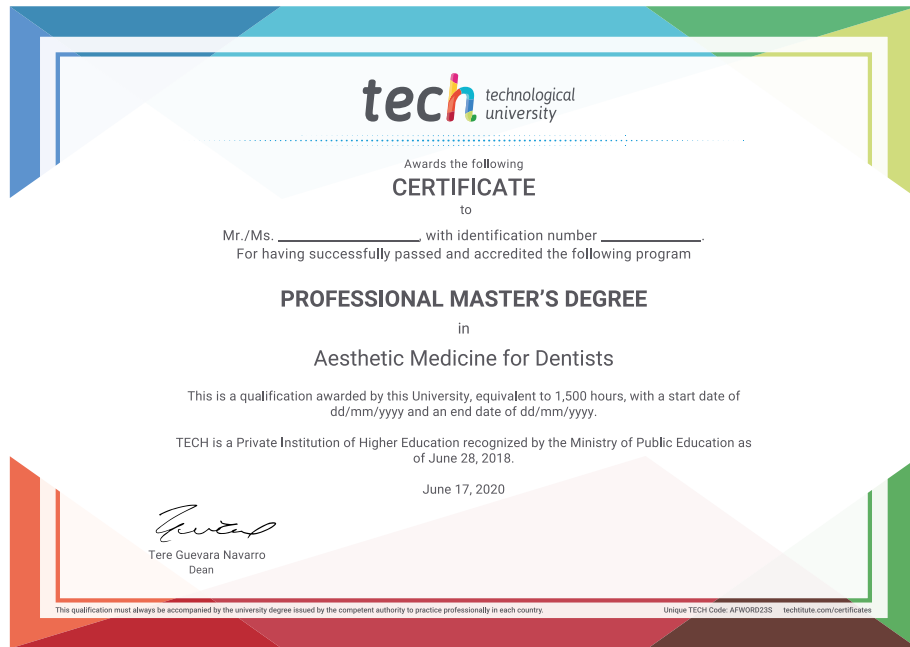 tech technological
university
Awards the following
CERTIFICATE
to
Mr./Ms. ____________________, with identification number ______________.
For having successfully passed and accredited the following program
PROFESSIONAL MASTER'S DEGREE
in
Aesthetic Medicine for Dentists
This is a qualification awarded by this University, equivalent to 1,500 hours, with a start date of
dd/mm/yyyy and an end date of dd/mm/yyyy.
TECH is a Private Institution of Higher Education recognized by the Ministry of Public Education as
of June 28, 2018.
June 17, 2020
Tere Guevara Navarro
Dean
This qualification must always be accompanied by the university degree issued by the competent authority to practice professionally in each country.
Unique TECH Code: AFWORD23S techtitute.com/certificates